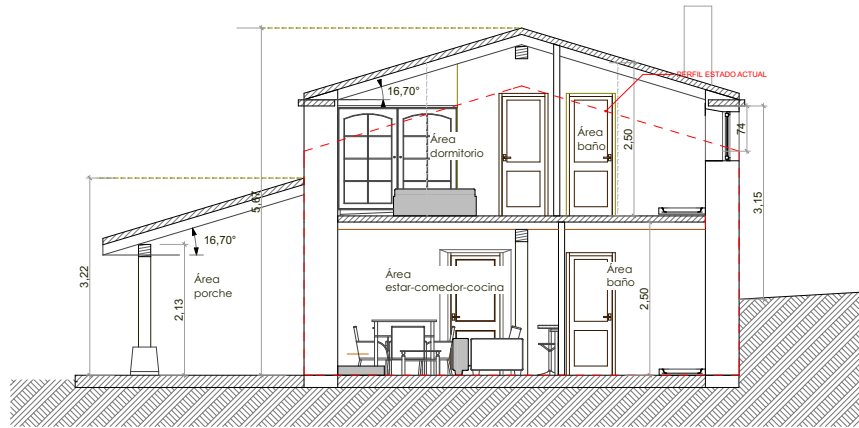 PERFIL ESTADO ACTUAL
16,70°
Área
dormitorio
Área
baño
2,50
74
3,15
5,67
3,22
16,70°
2,13
Área
porche
Área
estar-comedor-cocina
Área
baño
2,50